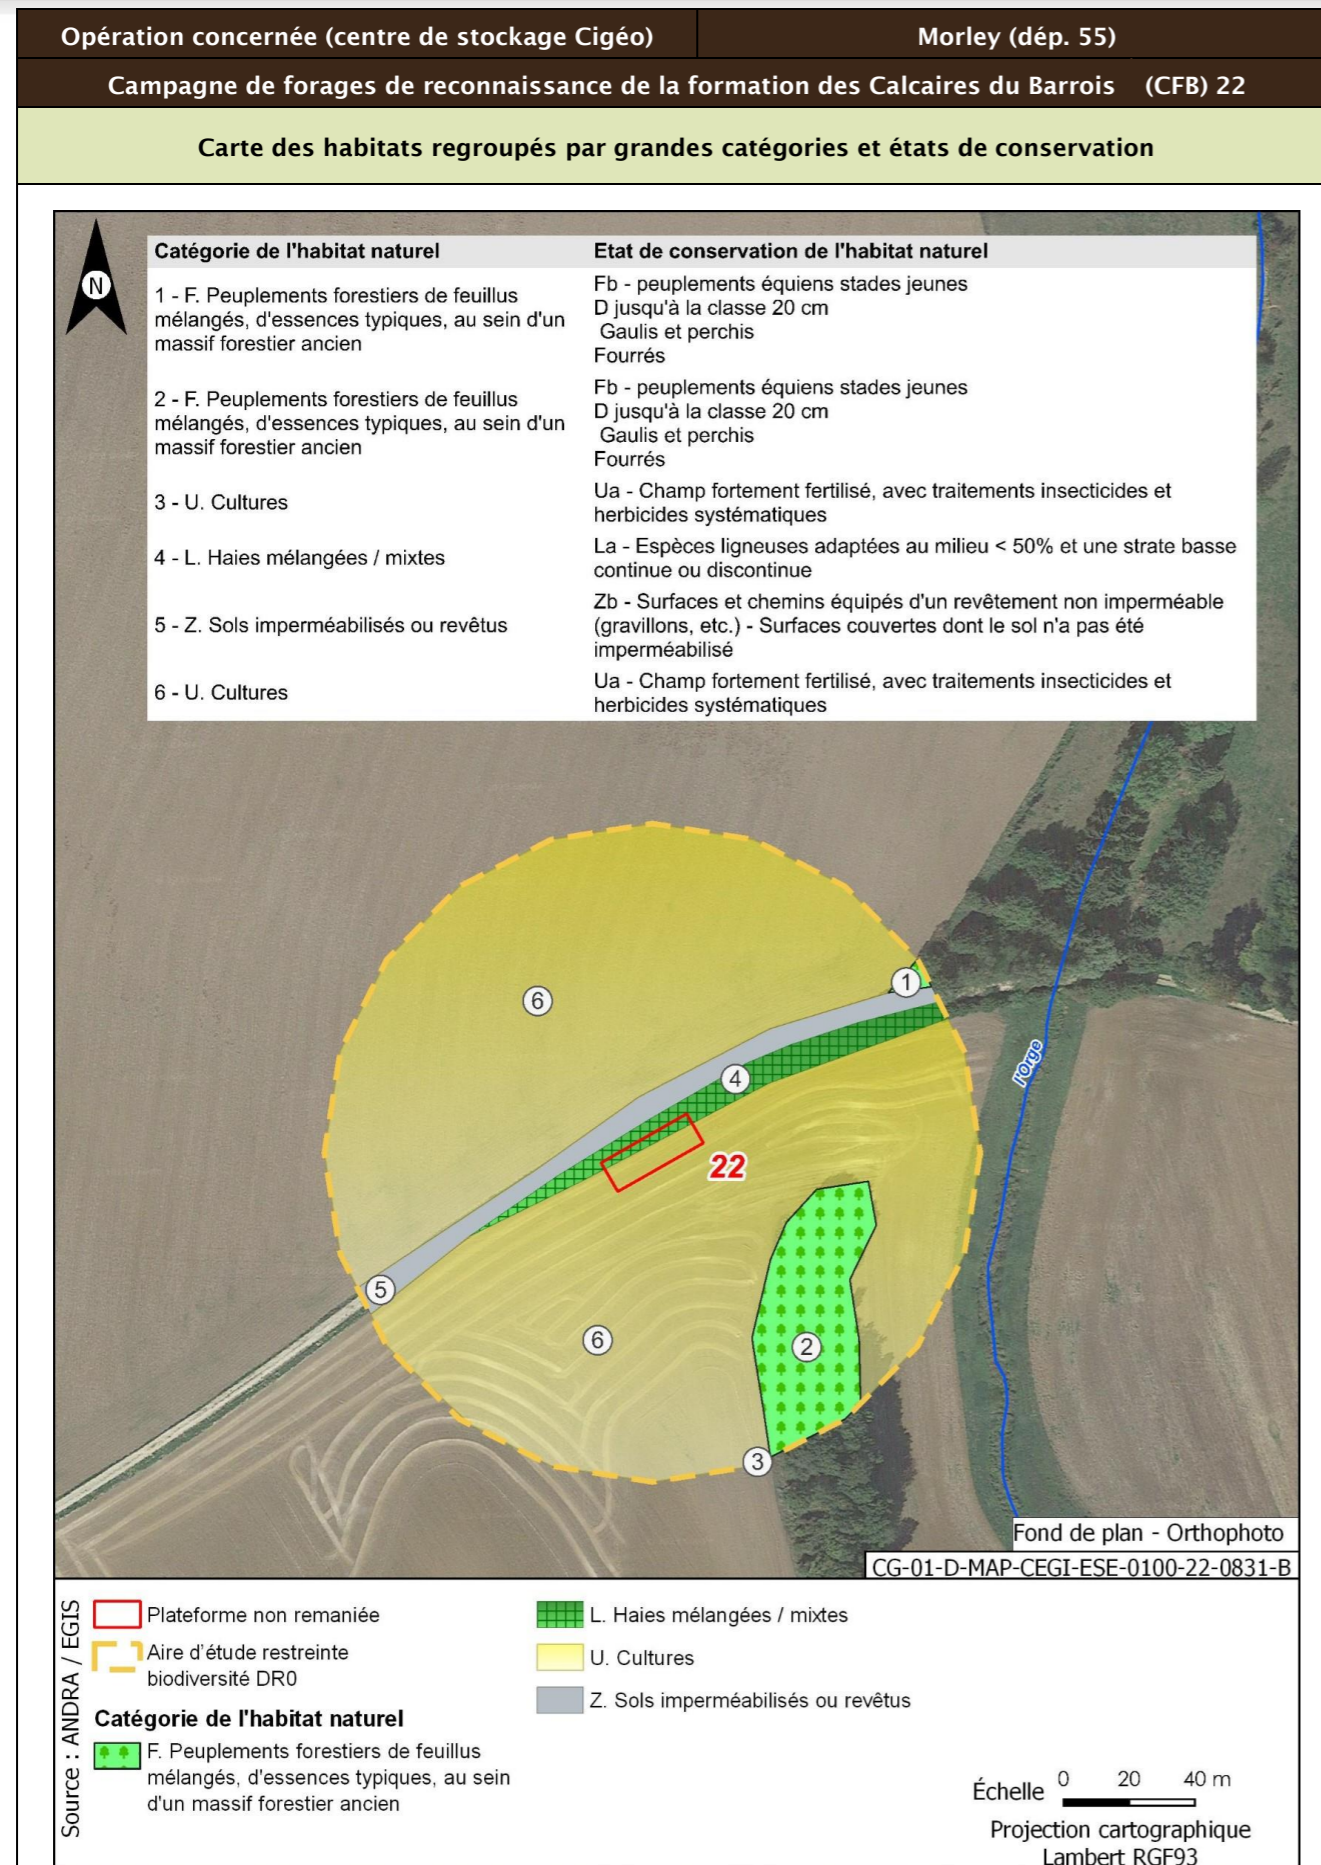 Opération concernée (centre de stockage Cigéo)
Morley (dép. 55)
Campagne de forages de reconnaissance de la formation des Calcaires du Barrois (CFB) 22
Carte des habitats regroupés par grandes catégories et états de conservation
N
Catégorie de l'habitat naturel
Etat de conservation de l'habitat naturel
1 - F. Peuplements forestiers de feuillus
mélangés, d'essences typiques, au sein d'un
massif forestier ancien
Fb - peuplements équiens stades jeunes
D jusqu'à la classe 20 cm
Gaulis et perchis
Fourrés
2 - F. Peuplements forestiers de feuillus
mélangés, d'essences typiques, au sein d'un
massif forestier ancien
Fb - peuplements équiens stades jeunes
D jusqu'à la classe 20 cm
Gaulis et perchis
Fourrés
3 - U. Cultures
Ua - Champ fortement fertilisé, avec traitements insecticides et
herbicides systématiques
4 - L. Haies mélangées / mixtes
La - Espèces ligneuses adaptées au milieu < 50% et une strate basse
continue ou discontinue
5 - Z. Sols imperméabilisés ou revêtus
Zb - Surfaces et chemins équipés d'un revêtement non imperméable
(gravillons, etc.) - Surfaces couvertes dont le sol n'a pas été
imperméabilisé
6 - U. Cultures
Ua - Champ fortement fertilisé, avec traitements insecticides et
herbicides systématiques
1
6
4
l'Orge
22
5
6
2
3
Fond de plan - Orthophoto
CG-01-D-MAP-CEGI-ESE-0100-22-0831-B
Source : ANDRA / EGIS
Plateforme non remaniée
Aire d'étude restreinte
biodiversité DR0
Catégorie de l'habitat naturel
F. Peuplements forestiers de feuillus
mélangés, d'essences typiques, au sein
d'un massif forestier ancien
L. Haies mélangées / mixtes
U. Cultures
Z. Sols imperméabilisés ou revêtus
Échelle 0 20 40 m
Projection cartographique
Lambert RGF93